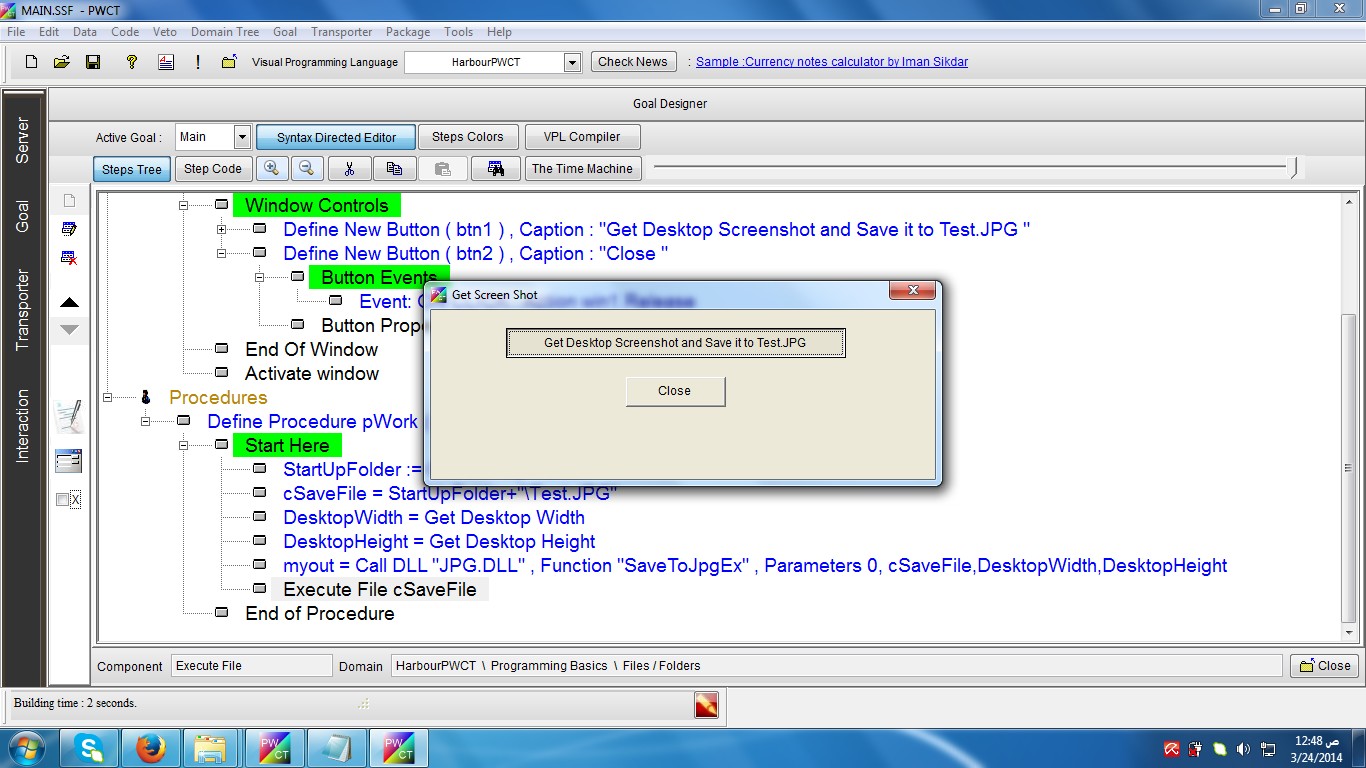 MAIN.SSF - PWCT
File Edit Data Code Veto Domain Tree Goal Transporter Package Tools Help
Visual Programming Language HarbourPWCT Check News : Sample :Currency notes calculator by Iman Sikdar
Goal Designer
Active Goal : Main Syntax Directed Editor Steps Colors VPL Compiler
Steps Tree Step Code The Time Machine
Server
Goal
Transporter
Interaction
Window Controls
Define New Button ( btn1 ) , Caption : "Get Desktop Screenshot and Save it to Test.JPG "
Define New Button ( btn2 ) , Caption : "Close "
Button Events
Event:
Button
End Of Window
Activate window
Procedures
Define Procedure pWork
Start Here
StartUpFolder :=
cSaveFile = StartUpFolder+"\Test.JPG"
DesktopWidth = Get Desktop Width
DesktopHeight = Get Desktop Height
myout = Call DLL "JPG.DLL" , Function "SaveToJpgEx" , Parameters 0, cSaveFile,DesktopWidth,DesktopHeight
Execute File cSaveFile
End of Procedure
Get Screen Shot
Get Desktop Screenshot and Save it to Test.JPG
Close
Component Execute File Domain HarbourPWCT \ Programming Basics \ Files / Folders Close
Building time : 2 seconds.
PW CT
PW CT
12:48 ص
3/24/2014